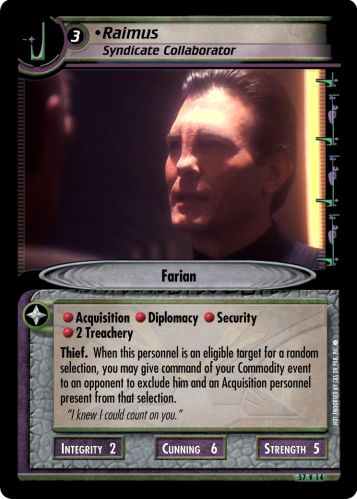 3 •Raimus
Syndicate Collaborator
Farian
Acquisition Diplomacy Security
2 Treachery
Thief. When this personnel is an eligible target for a random
selection, you may give command of your Commodity event
to an opponent to exclude him and an Acquisition personnel
present from that selection.
"I knew I could count on you."
INTEGRITY 2 CUNNING 6 STRENGTH 5
57 V 14